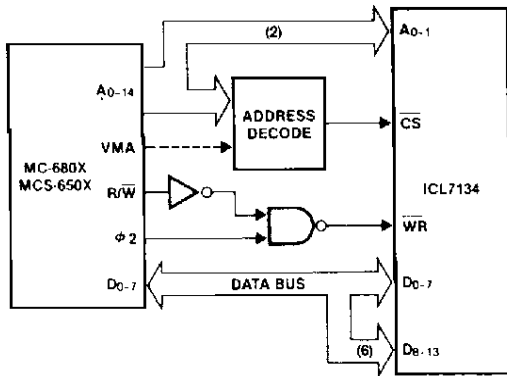 (2)
A0-1
A0-14
ADDRESS
DECODE
CS
VMA
MC-680X
MCS-650X
R/W
ICL7134
WR
φ2
D0-7
DATA BUS
D0-7
(6)
D8-13